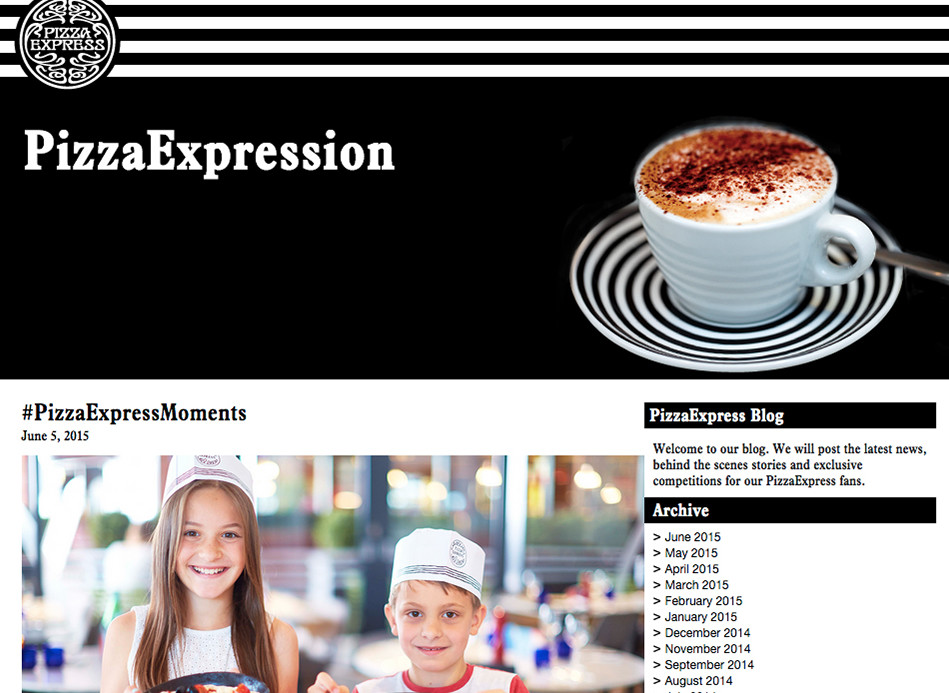 PIZZA
EXPRESS
PizzaExpression
#PizzaExpressMoments
June 5, 2015
PizzaExpress Blog
Welcome to our blog. We will post the latest news,
behind the scenes stories and exclusive
competitions for our PizzaExpress fans.
Archive
> June 2015
> May 2015
> April 2015
> March 2015
> February 2015
> January 2015
> December 2014
> November 2014
> September 2014
> August 2014